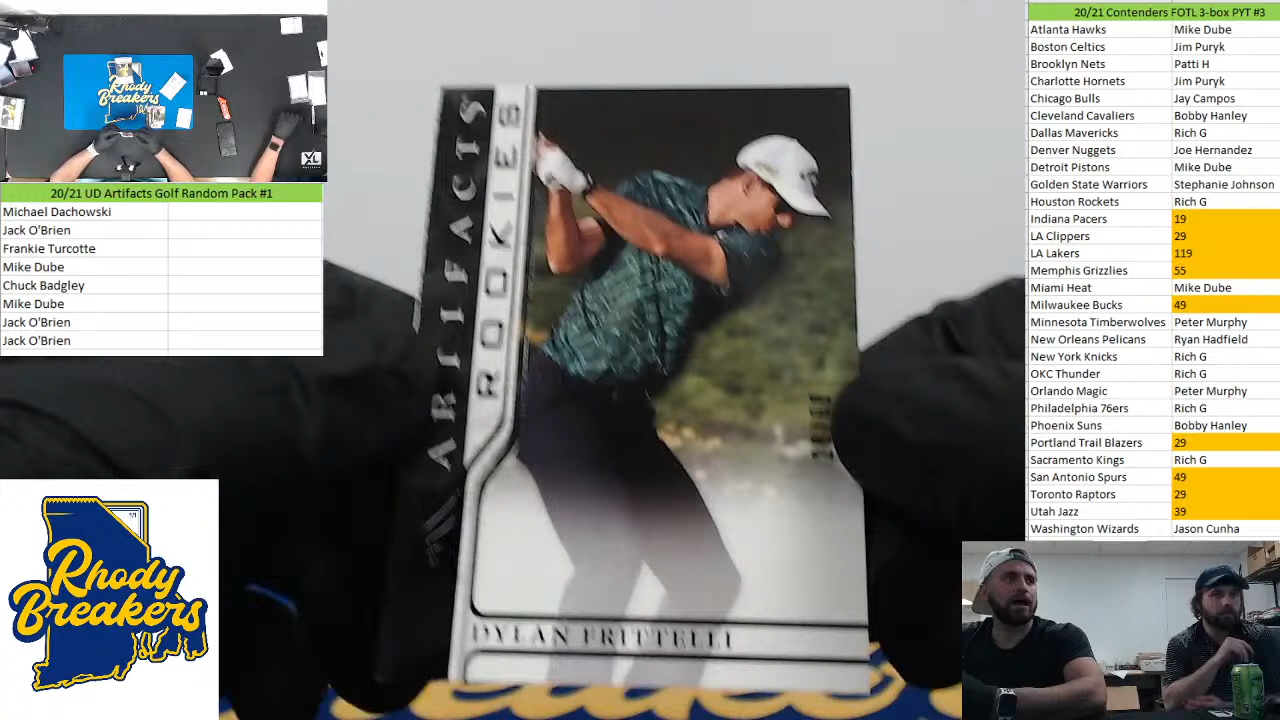 Rhody
Breakers
XL
20/21 UD Artifacts Golf Random Pack #1
Michael Dachowski
Jack O'Brien
Frankie Turcotte
Mike Dube
Chuck Badgley
Mike Dube
Jack O'Brien
Jack O'Brien
Rhody
Breakers
ARTIFACTS
ROOKIES
DYLAN FRITTELLI
20/21 Contenders FOTL 3-box PYT #3
Atlanta Hawks Mike Dube
Boston Celtics Jim Puryk
Brooklyn Nets Patti H
Charlotte Hornets Jim Puryk
Chicago Bulls Jay Campos
Cleveland Cavaliers Bobby Hanley
Dallas Mavericks Rich G
Denver Nuggets Joe Hernandez
Detroit Pistons Mike Dube
Golden State Warriors Stephanie Johnson
Houston Rockets Rich G
Indiana Pacers 19
LA Clippers 29
LA Lakers 119
Memphis Grizzlies 55
Miami Heat Mike Dube
Milwaukee Bucks 49
Minnesota Timberwolves Peter Murphy
New Orleans Pelicans Ryan Hadfield
New York Knicks Rich G
OKC Thunder Rich G
Orlando Magic Peter Murphy
Philadelphia 76ers Rich G
Phoenix Suns Bobby Hanley
Portland Trail Blazers 29
Sacramento Kings Rich G
San Antonio Spurs 49
Toronto Raptors 29
Utah Jazz 39
Washington Wizards Jason Cunha